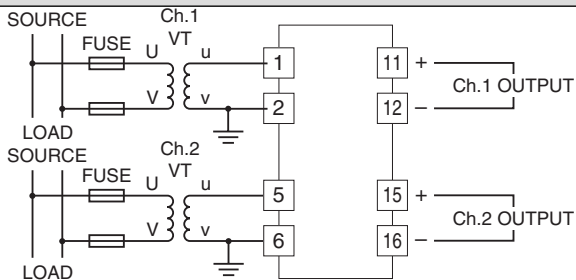 SOURCE Ch.1
FUSE VT
U u 1 11 +
Ch.1 OUTPUT
V v 2 12 –
LOAD
SOURCE Ch.2
FUSE VT
U u 5 15 +
Ch.2 OUTPUT
V v 6 16 –
LOAD